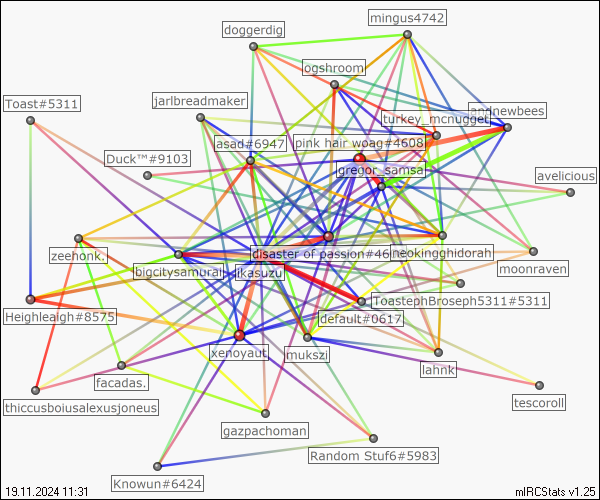 mingus4742
doggerdig
ogshroom
Toast#5311
jarlbreadmaker
andnewbees
turkey_mcnugget
asad#6947
pink hair woag#4608
Duck™#9103
gregor_samsa
avelicious
zeehonk.
disaster of passion#46
neokingghidorah
moonraven
bigcitysamurai
ikasuzu
ToastephBroseph5311#5311
Heighleaigh#8575
default#0617
xenoyaut
mukszi
lahnk
facadas.
thiccusboiusalexusjoneus
tescoroll
gazpachoman
Random Stuf6#5983
Knowun#6424
19.11.2024 11:31
mIRCStats v1.25